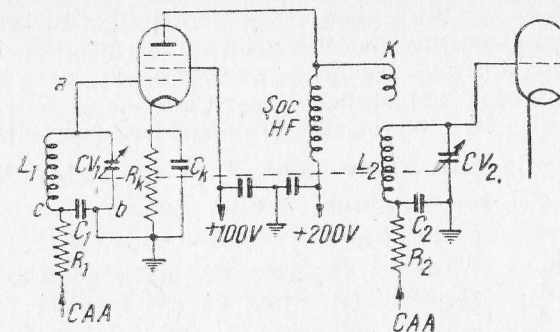 K
a
Şoc
HF
L1
CV1
Rk
Ck
L2
CV2
c
C1
b
+100V
+200V
C2
R1
R2
CAA
CAA